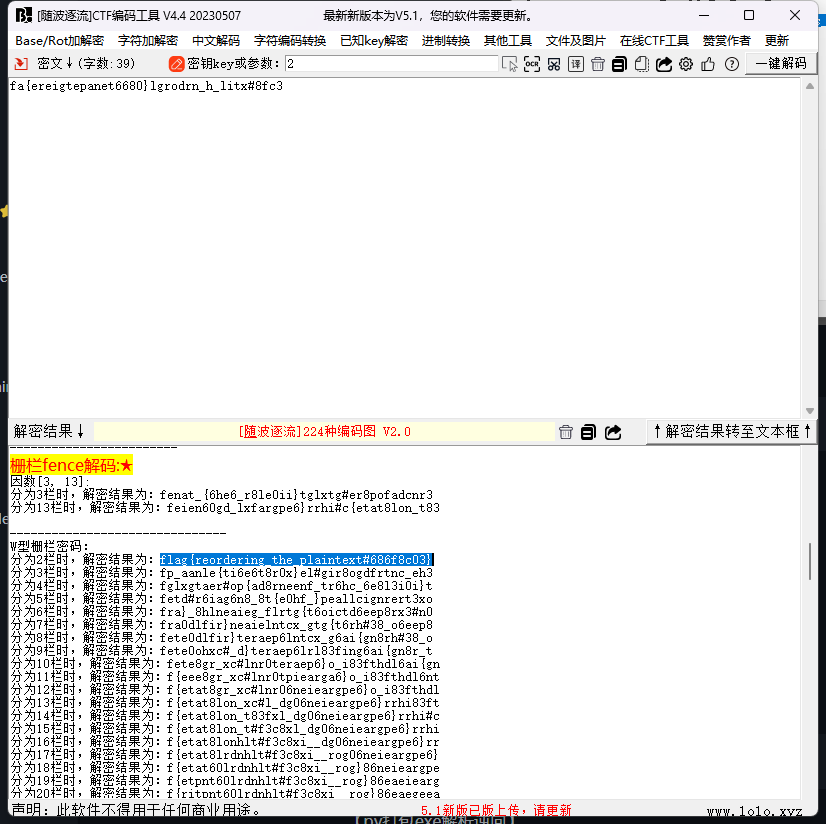 [随波逐流]CTF编码工具 V4.4 20230507 最新新版本为V5.1，您的软件需要更新。
Base/Rot加解密 字符加解密 中文解码 字符编码转换 已知key解密 进制转换 其他工具 文件及图片 在线CTF工具 赞赏作者 更新
密文↓(字数:39) 密钥key或参数: 2 OCR 译 一键解码
fa{ereigtepanet6680}lgrodrn_h_litx#8fc3
解密结果↓ [随波逐流]224种编码图 V2.0 ↑解密结果转至文本框↑
------------------------
栅栏fence解码:★
因数[3, 13]:
分为3栏时，解密结果为：fenat_{6he6_r8le0ii}tglxtg#er8pofadcnr3
分为13栏时，解密结果为：feien60gd_lxfargpe6}rrhi#c{etat8lon_t83
-------------------------------
W型栅栏密码:
分为2栏时，解密结果为：flag{reordering_the_plaintext#686f8c03}
分为3栏时，解密结果为：fp_aanle{ti6e6t8r0x}el#gir8ogdfrtnc_eh3
分为4栏时，解密结果为：fglxgtaer#op{ad8rneenf_tr6hc_6e8l3i0i}t
分为5栏时，解密结果为：fetd#r6iag6n8_8t{e0hf_}peallcignrert3xo
分为6栏时，解密结果为：fra}_8hlneaieg_flrtg{t6oictd6eep8rx3#n0
分为7栏时，解密结果为：fra0dlfir}neaielntcx_gtg{t6rh#38_o6eep8
分为8栏时，解密结果为：fete0dlfir}teraep6lntcx_g6ai{gn8rh#38_o
分为9栏时，解密结果为：fete0ohxc#_d}teraep6lrl83fing6ai{gn8r_t
分为10栏时，解密结果为：fete8gr_xc#lnr0teraep6}o_i83fthdl6ai{gn
分为11栏时，解密结果为：f{eee8gr_xc#lnr0tpiearga6}o_i83fthdl6nt
分为12栏时，解密结果为：f{etat8gr_xc#lnr06neieargpe6}o_i83fthdl
分为13栏时，解密结果为：f{etat8lon_xc#l_dg06neieargpe6}rrhi83ft
分为14栏时，解密结果为：f{etat8lon_t83fxl_dg06neieargpe6}rrhi#c
分为15栏时，解密结果为：f{etat8lon_t#f3c8xl_dg06neieargpe6}rrhi
分为16栏时，解密结果为：f{etat8lonhlt#f3c8xi__dg06neieargpe6}rr
分为17栏时，解密结果为：f{etat8lrdnhlt#f3c8xi__rog06neieargpe6}
分为18栏时，解密结果为：f{etat60lrdnhlt#f3c8xi__rog}86neieargpe
分为19栏时，解密结果为：f{etpnt60lrdnhlt#f3c8xi__rog}86eaeiearg
分为20栏时，解密结果为：f{ritpnt60lrdnhlt#f3c8xi__rog}86eaegeea
声明：此软件不得用于任何商业用途。 5.1新版已版上传，请更新 www.lolo.xyz